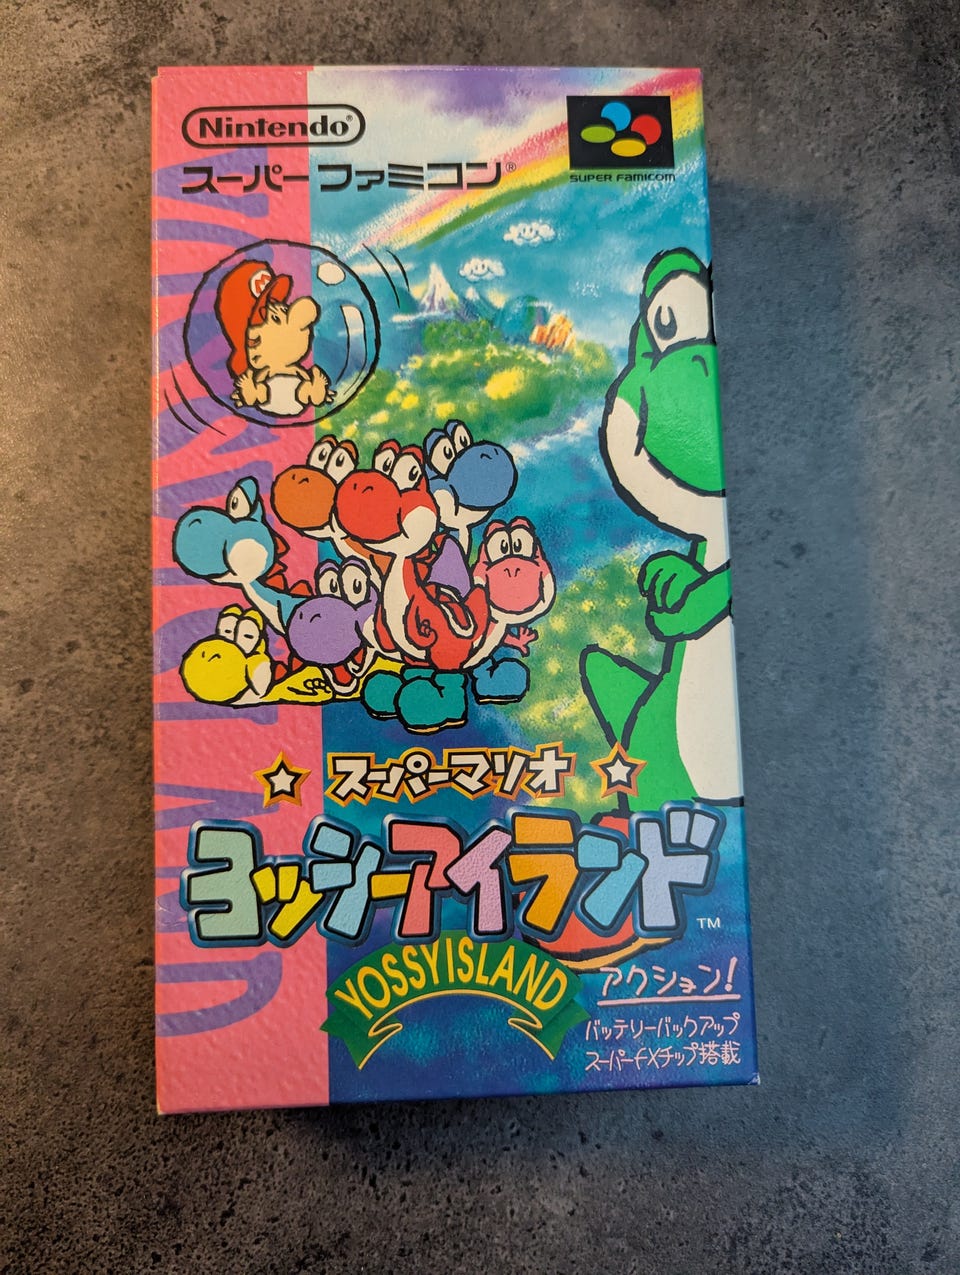 Nintendo®
スーパーファミコン®
SUPER FAMICOM
スーパーマリオ
ヨッシーアイランド™
YOSSY ISLAND
アクション!
バッテリーバックアップ
スーパーFXチップ搭載